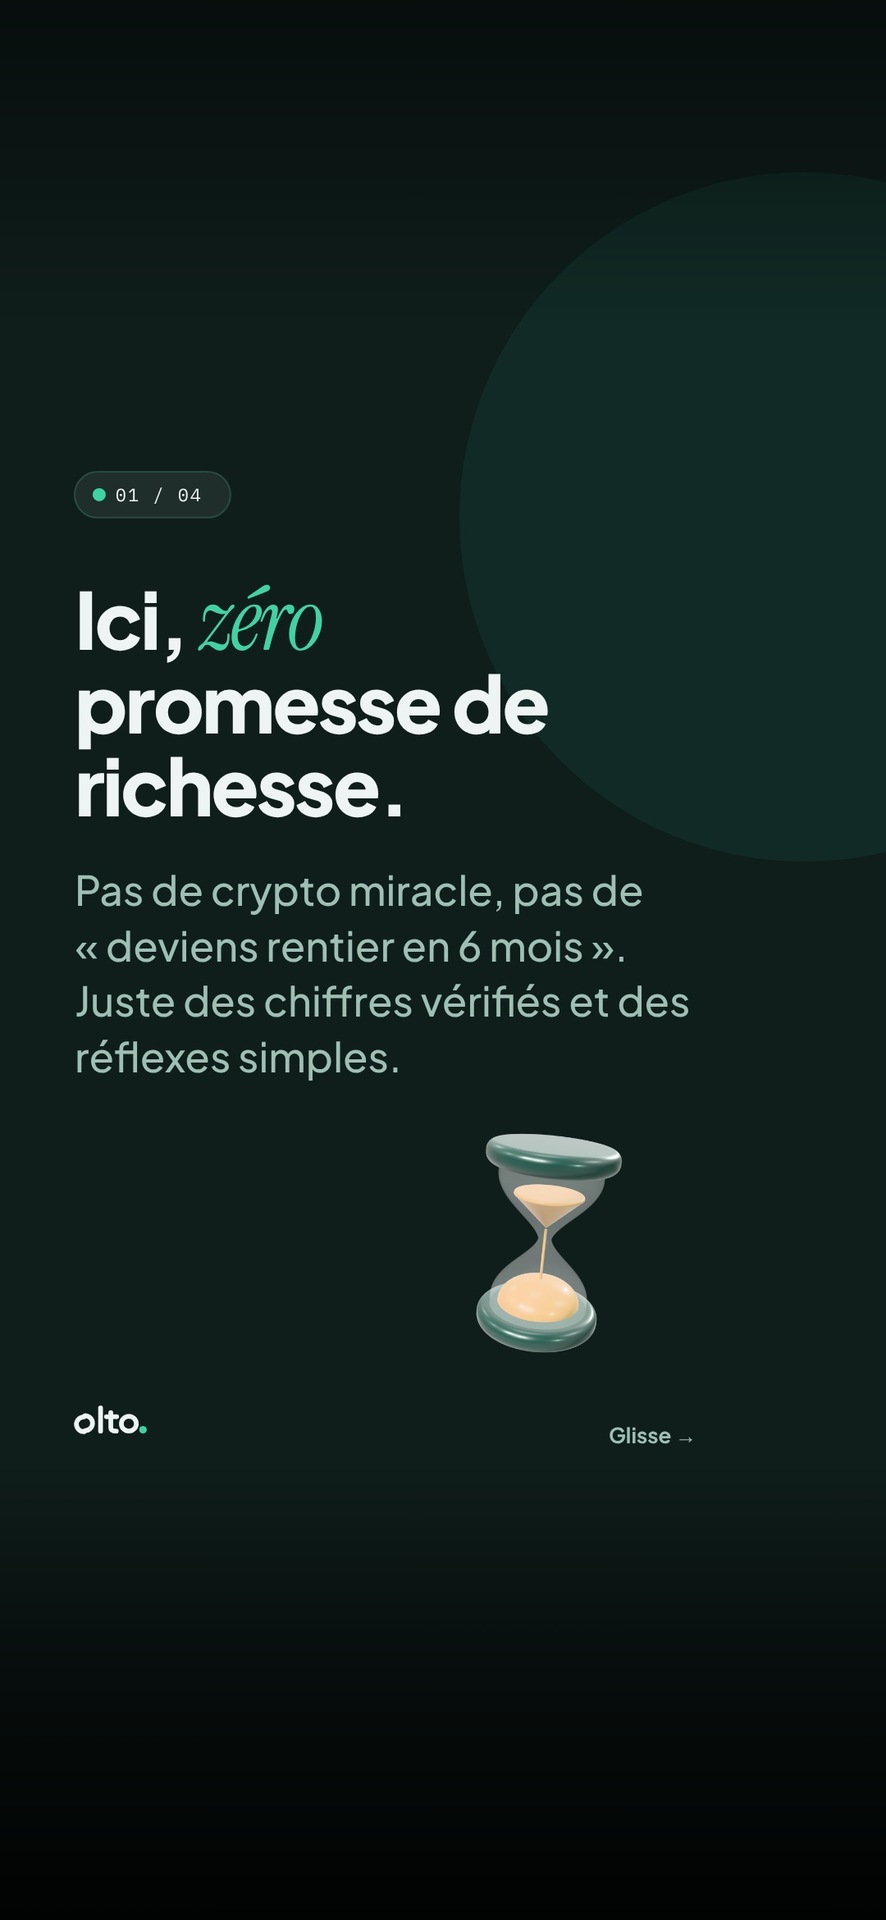 01 / 04
Ici, zéro
promesse de
richesse.
Pas de crypto miracle, pas de
« deviens rentier en 6 mois ».
Juste des chiffres vérifiés et des
réflexes simples.
olto.
Glisse →